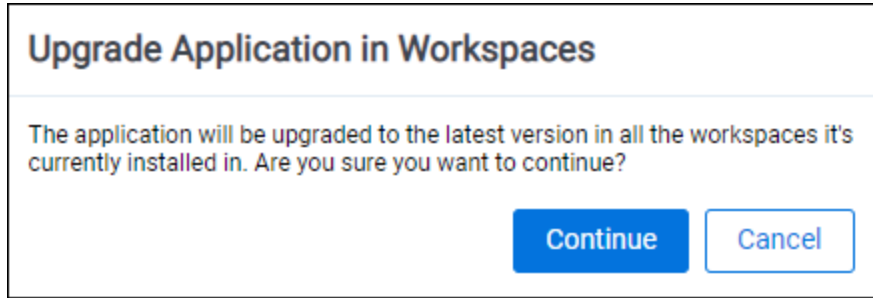 Upgrade Application in Workspaces
The application will be upgraded to the latest version in all the workspaces it's
currently installed in. Are you sure you want to continue?
Continue
Cancel